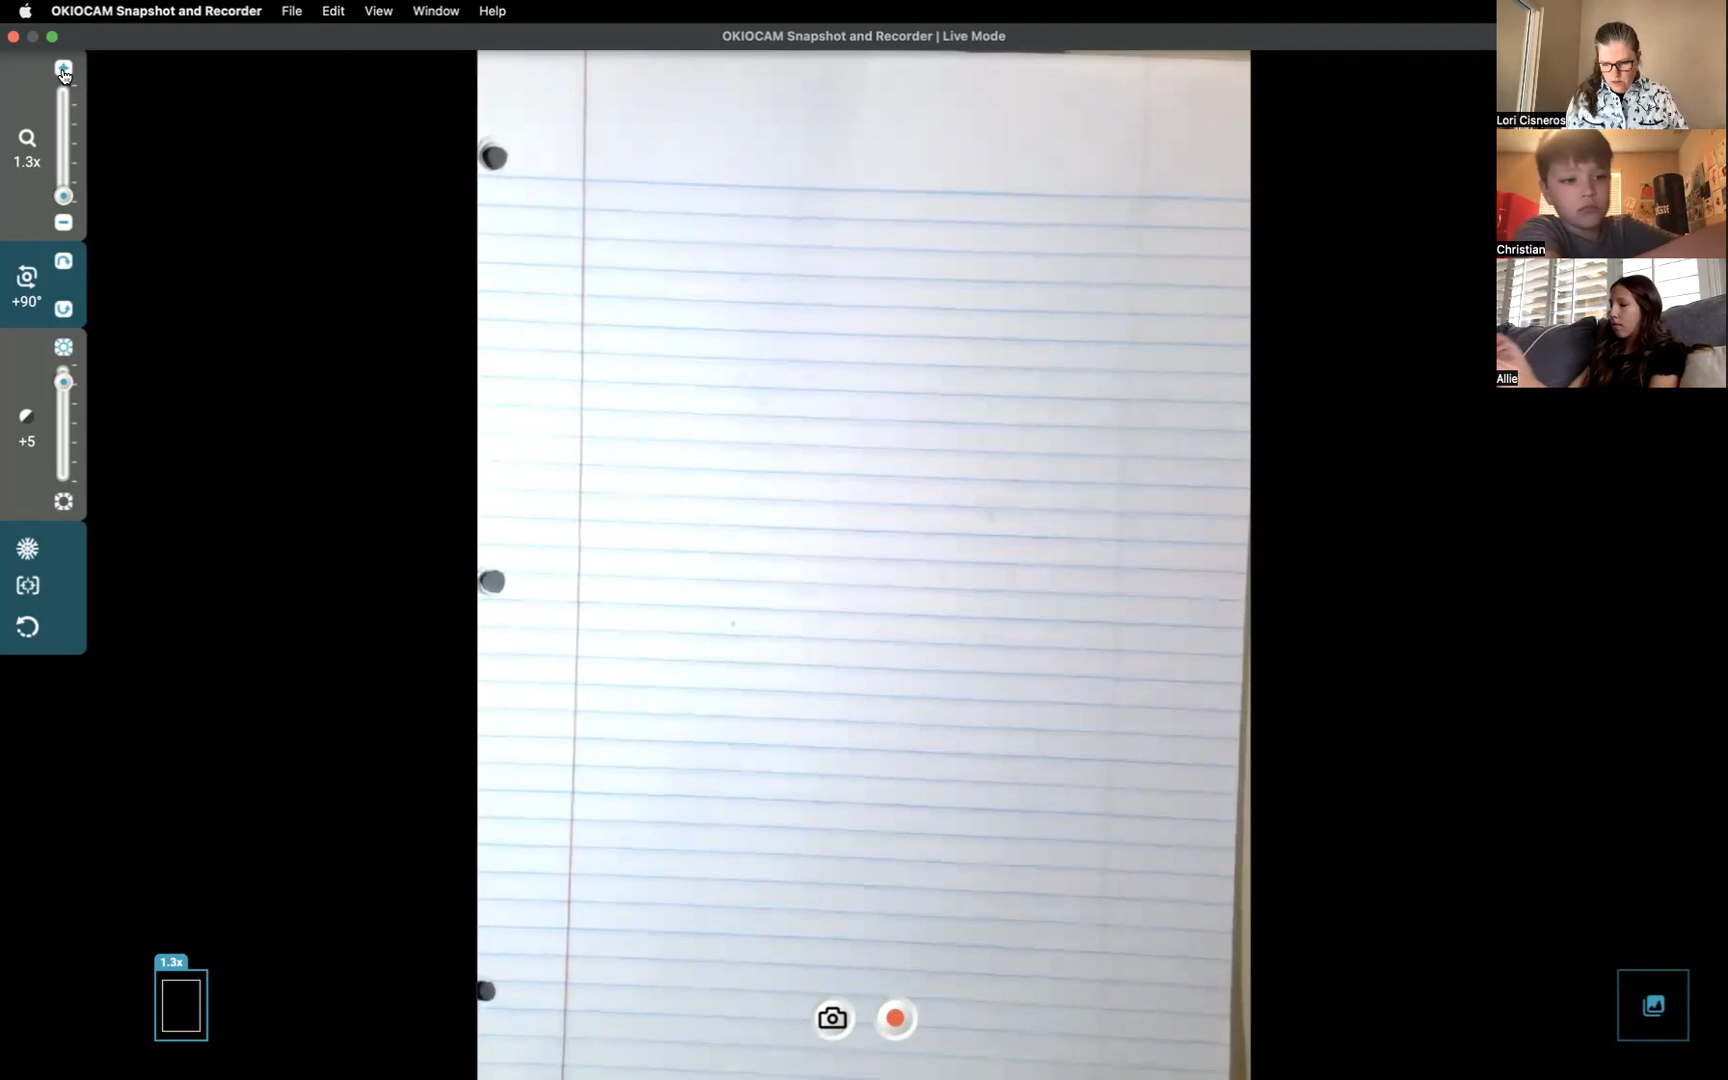 OKIOCAM Snapshot and Recorder File Edit View Window Help
OKIOCAM Snapshot and Recorder | Live Mode
1.3x
+90°
+5
1.3x
Lori Cisneros
Christian
Allie